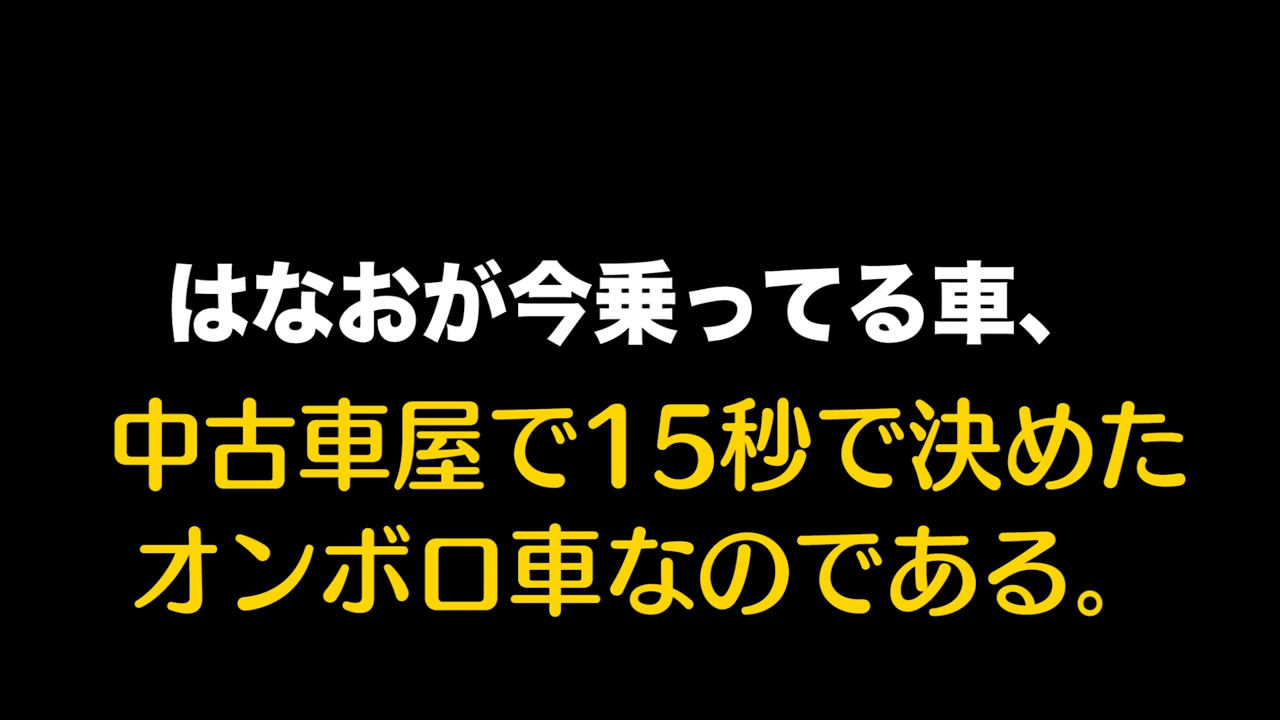 はなおが今乗ってる車、
中古車屋で15秒で決めた
オンボロ車なのである。